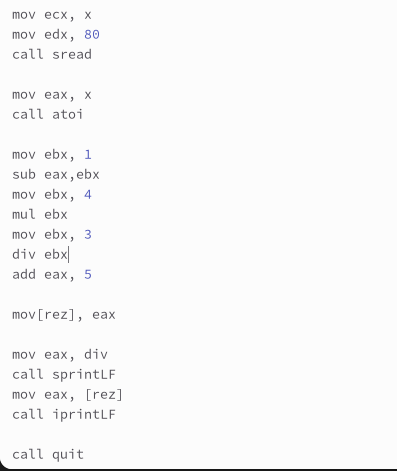 mov ecx, x
mov edx, 80
call sread
mov eax, x
call atoi
mov ebx, 1
sub eax,ebx
mov ebx, 4
mul ebx
mov ebx, 3
div ebx
add eax, 5
mov[rez], eax
mov eax, div
call sprintLF
mov eax, [rez]
call iprintLF
call quit